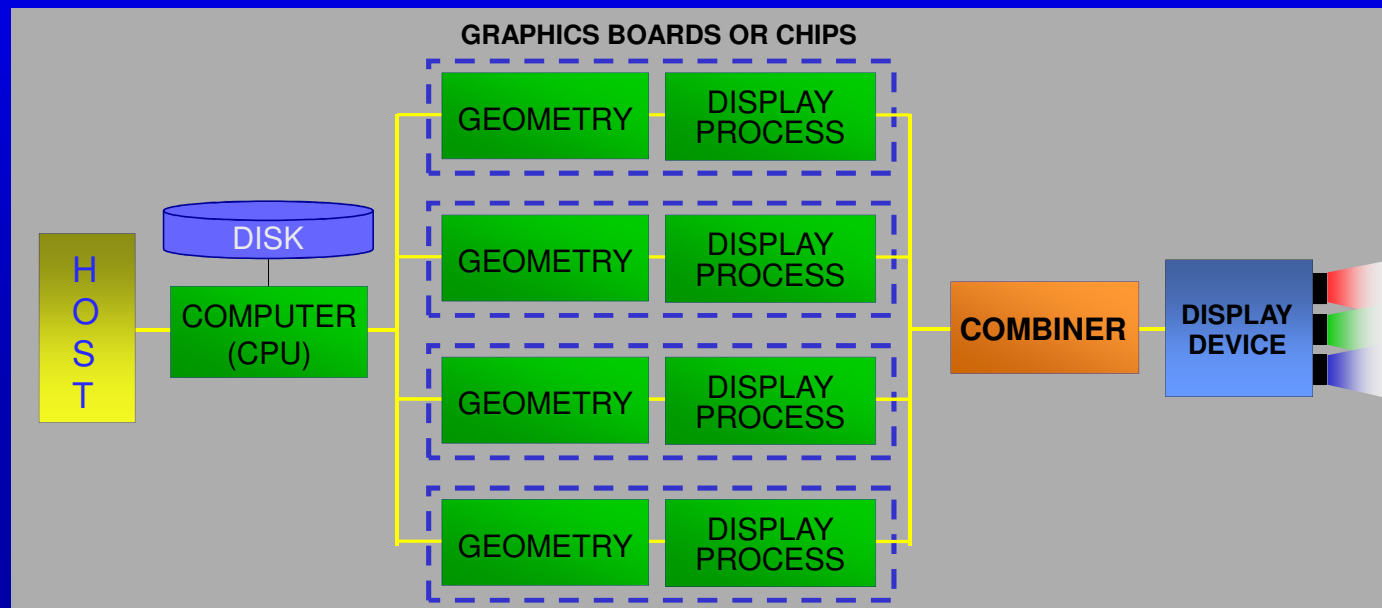 GRAPHICS BOARDS OR CHIPS
GEOMETRY
DISPLAY
PROCESS
GEOMETRY
DISPLAY
PROCESS
GEOMETRY
DISPLAY
PROCESS
GEOMETRY
DISPLAY
PROCESS
H
O
S
T
DISK
COMPUTER
(CPU)
COMBINER
DISPLAY
DEVICE